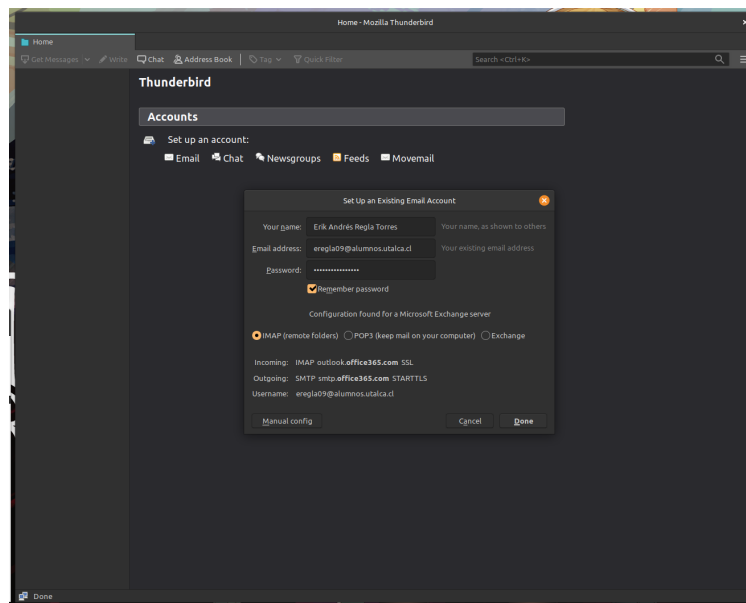 Home - Mozilla Thunderbird
Home
Get Messages Write Chat Address Book Tag Quick Filter Search <Ctrl+K>
Thunderbird
Accounts
Set up an account:
Email Chat Newsgroups Feeds Movemail
Set Up an Existing Email Account
Your name: Erik Andrés Regla Torres Your name, as shown to others
Email address: eregla09@alumnos.utalca.cl Your existing email address
Password: ••••••••••••••••
Remember password
Configuration found for a Microsoft Exchange server
IMAP (remote folders) POP3 (keep mail on your computer) Exchange
Incoming: IMAP outlook.office365.com SSL
Outgoing: SMTP smtp.office365.com STARTTLS
Username: eregla09@alumnos.utalca.cl
Manual config Cancel Done
Done